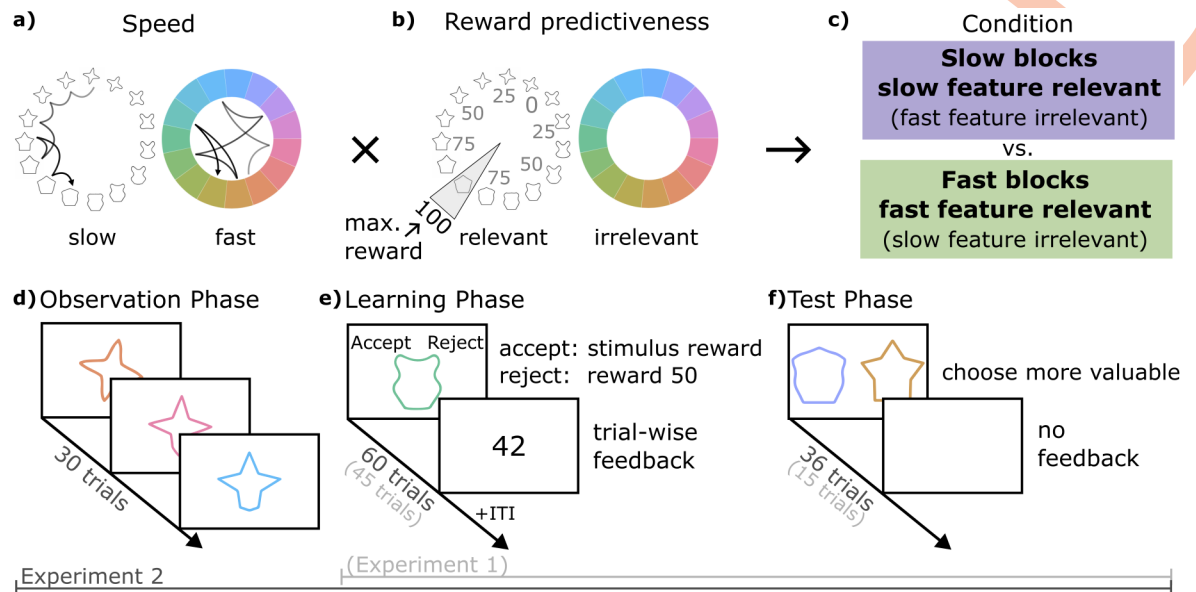 a) Speed
slow
fast
b) Reward predictiveness
25
0
50
25
75
50
75
100
max.
reward
relevant
irrelevant
c) Condition
Slow blocks
slow feature relevant
(fast feature irrelevant)
vs.
Fast blocks
fast feature relevant
(slow feature irrelevant)
d) Observation Phase
30 trials
e) Learning Phase
Accept Reject
accept: stimulus reward
reject: reward 50
42
trial-wise
feedback
60 trials
(45 trials)
+ITI
f) Test Phase
choose more valuable
no
feedback
36 trials
(15 trials)
(Experiment 1)
Experiment 2